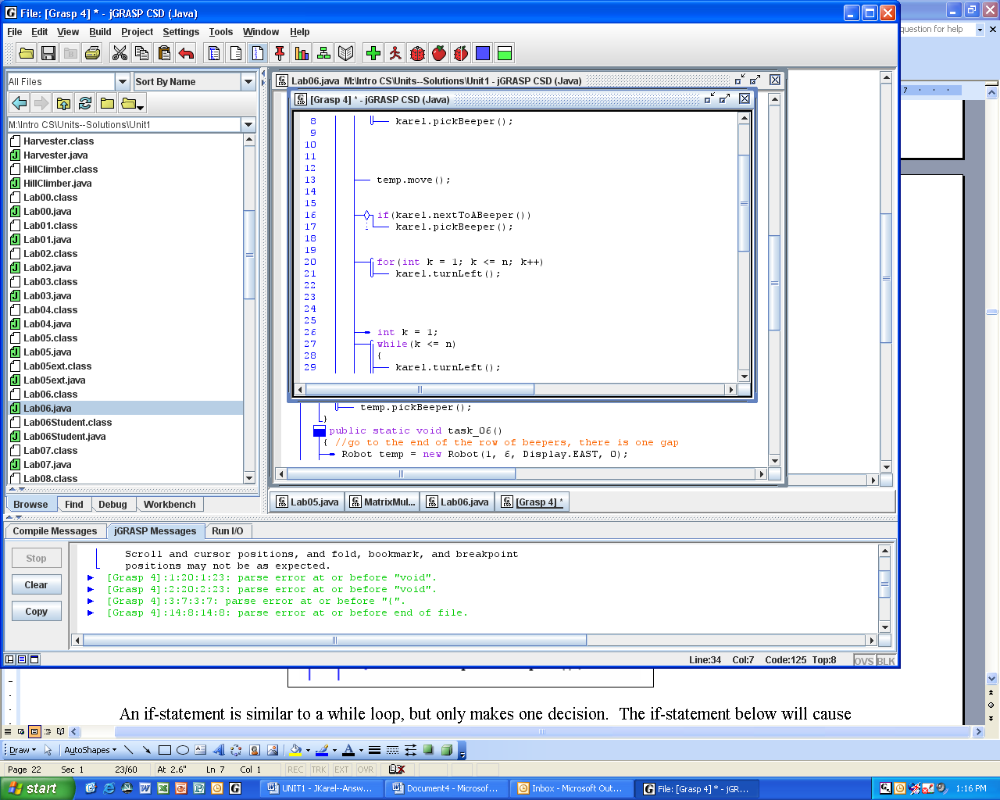 File: [Grasp 4] * - jGRASP CSD (Java)
question for help
File Edit View Build Project Settings Tools Window Help
All Files
Sort By Name
M:\Intro CS\Units--Solutions\Unit1
Harvester.class
Harvester.java
HillClimber.class
HillClimber.java
Lab00.class
Lab00.java
Lab01.class
Lab01.java
Lab02.class
Lab02.java
Lab03.class
Lab03.java
Lab04.class
Lab04.java
Lab05.class
Lab05.java
Lab05ext.class
Lab05ext.java
Lab06.class
Lab06.java
Lab06Student.class
Lab06Student.java
Lab07.class
Lab07.java
Lab08.class
Browse Find Debug Workbench
Lab06.java M:\Intro CS\Units--Solutions\Unit1 - jGRASP CSD (Java)
[Grasp 4] * - jGRASP CSD (Java)
8 karel.pickBeeper();
9
10
11
12
13 temp.move();
14
15
16 if(karel.nextToABeeper())
17 karel.pickBeeper();
18
19
20 for(int k = 1; k <= n; k++)
21 karel.turnLeft();
22
23
24
25
26 int k = 1;
27 while(k <= n)
28 {
29 karel.turnLeft();
temp.pickBeeper();
}
public static void task_06()
{ //go to the end of the row of beepers, there is one gap
Robot temp = new Robot(1, 6, Display.EAST, 0);
Lab05.java MatrixMul... Lab06.java [Grasp 4] *
Compile Messages jGRASP Messages Run I/O
Stop
Clear
Copy
Scroll and cursor positions, and fold, bookmark, and breakpoint
positions may not be as expected.
[Grasp 4]:1:20:1:23: parse error at or before "void".
[Grasp 4]:2:20:2:23: parse error at or before "void".
[Grasp 4]:3:7:3:7: parse error at or before "{".
[Grasp 4]:14:8:14:8: parse error at or before end of file.
Line:34 Col:7 Code:125 Top:8 OVS BLK
An if-statement is similar to a while loop, but only makes one decision. The if-statement below will cause
Draw AutoShapes
Page 22 Sec 1 23/60 At 2.6" Ln 7 Col 1 REC TRK EXT OVR
start UNIT1 - JKarel--Answ... Document4 - Microsof... Inbox - Microsoft Out... File: [Grasp 4] * - jGR... 1:16 PM